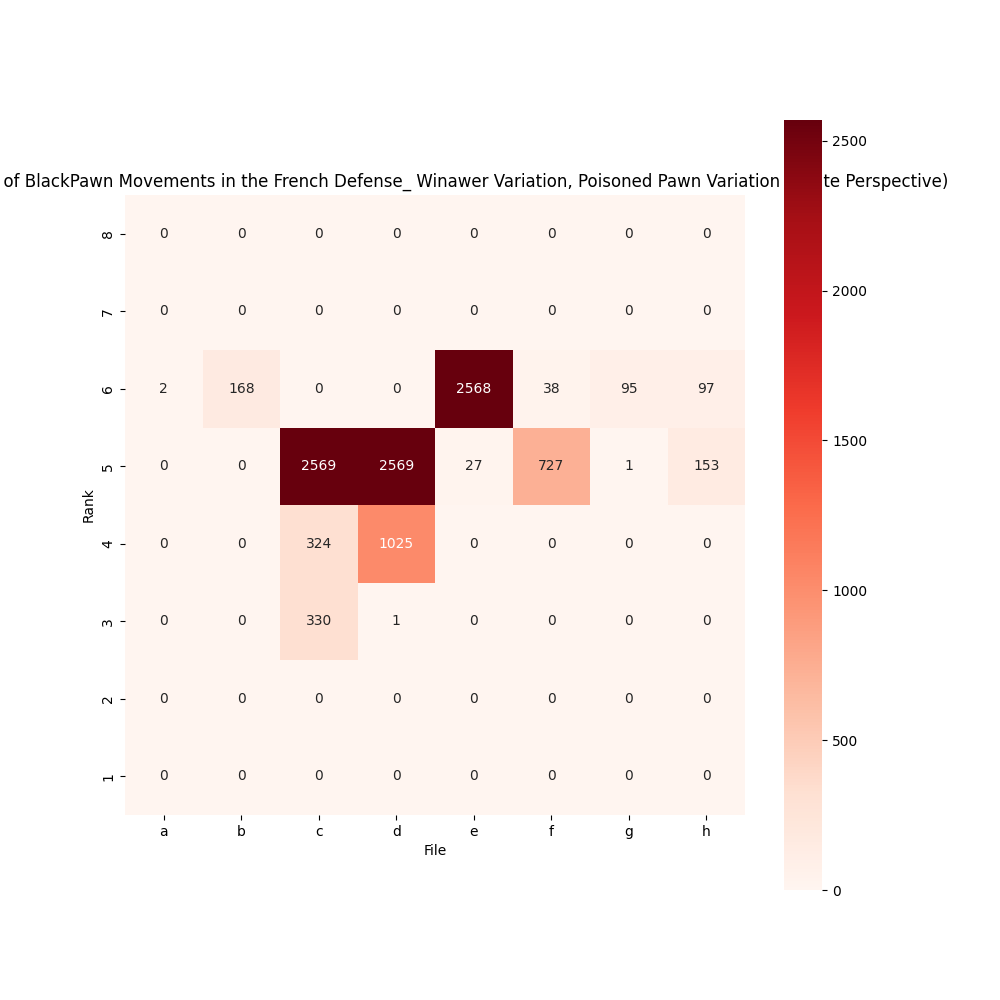 of BlackPawn Movements in the French Defense_ Winawer Variation, Poisoned Pawn Variation te Perspective)
8 0 0 0 0 0 0 0 0
7 0 0 0 0 0 0 0 0
6 2 168 0 0 2568 38 95 97
5 0 0 2569 2569 27 727 1 153
4 0 0 324 1025 0 0 0 0
3 0 0 330 1 0 0 0 0
2 0 0 0 0 0 0 0 0
1 0 0 0 0 0 0 0 0
a b c d e f g h
Rank
File
2500
2000
1500
1000
500
0